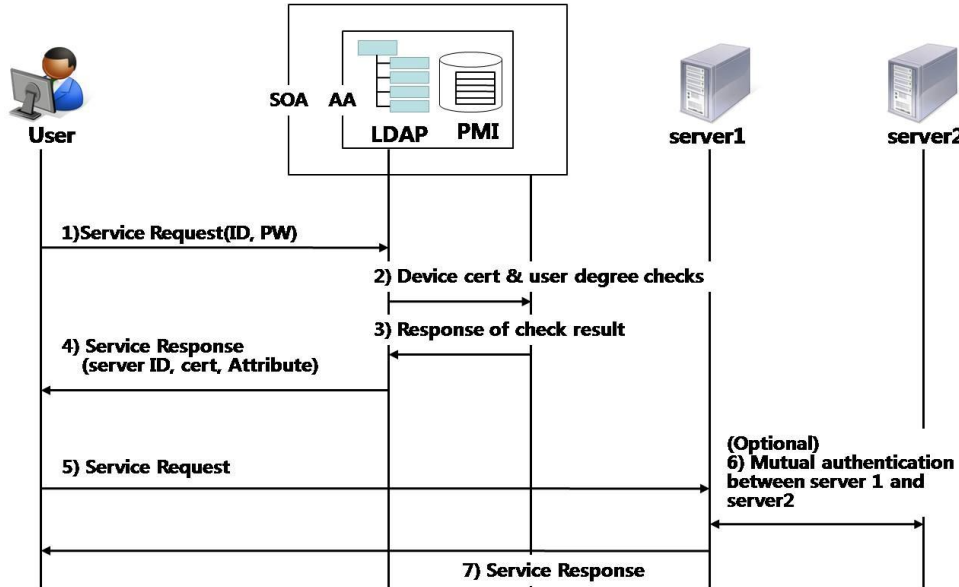 SOA AA
LDAP PMI
User
server1
server2
1)Service Request(ID, PW)
2) Device cert & user degree checks
3) Response of check result
4) Service Response
(server ID, cert, Attribute)
5) Service Request
(Optional)
6) Mutual authentication
between server 1 and
server2
7) Service Response